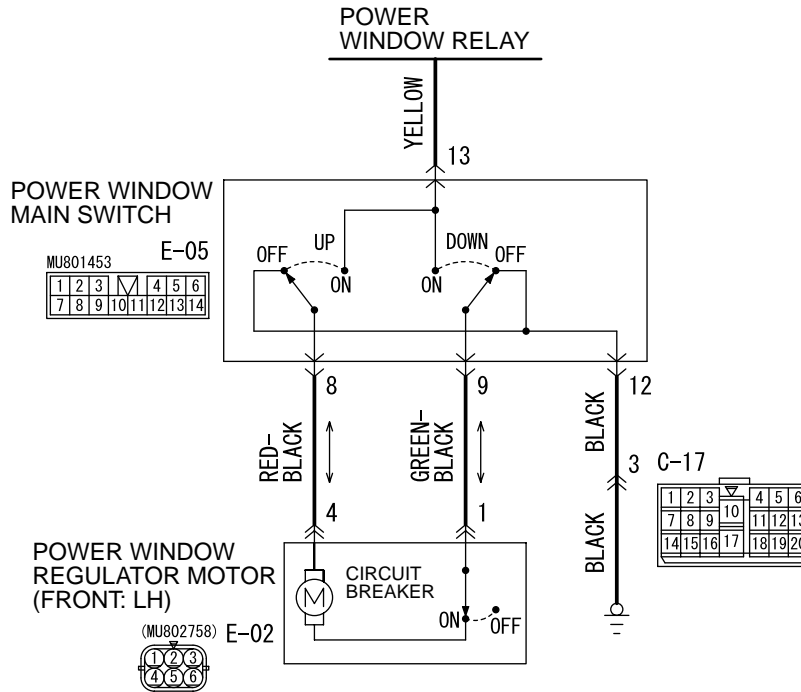 POWER
WINDOW RELAY
YELLOW
13
POWER WINDOW
MAIN SWITCH
E-05
MU801453
1 2 3 4 5 6
7 8 9 10 11 12 13 14
OFF UP ON
DOWN OFF ON
8 9 12
RED-
BLACK
GREEN-
BLACK
BLACK
3 C-17
1 2 3 4 5 6
7 8 9 10 11 12 13
14 15 16 17 18 19 20
BLACK
4 1
POWER WINDOW
REGULATOR MOTOR
(FRONT: LH)
CIRCUIT
BREAKER
M
ON OFF
(MU802758) E-02
1 2 3
4 5 6